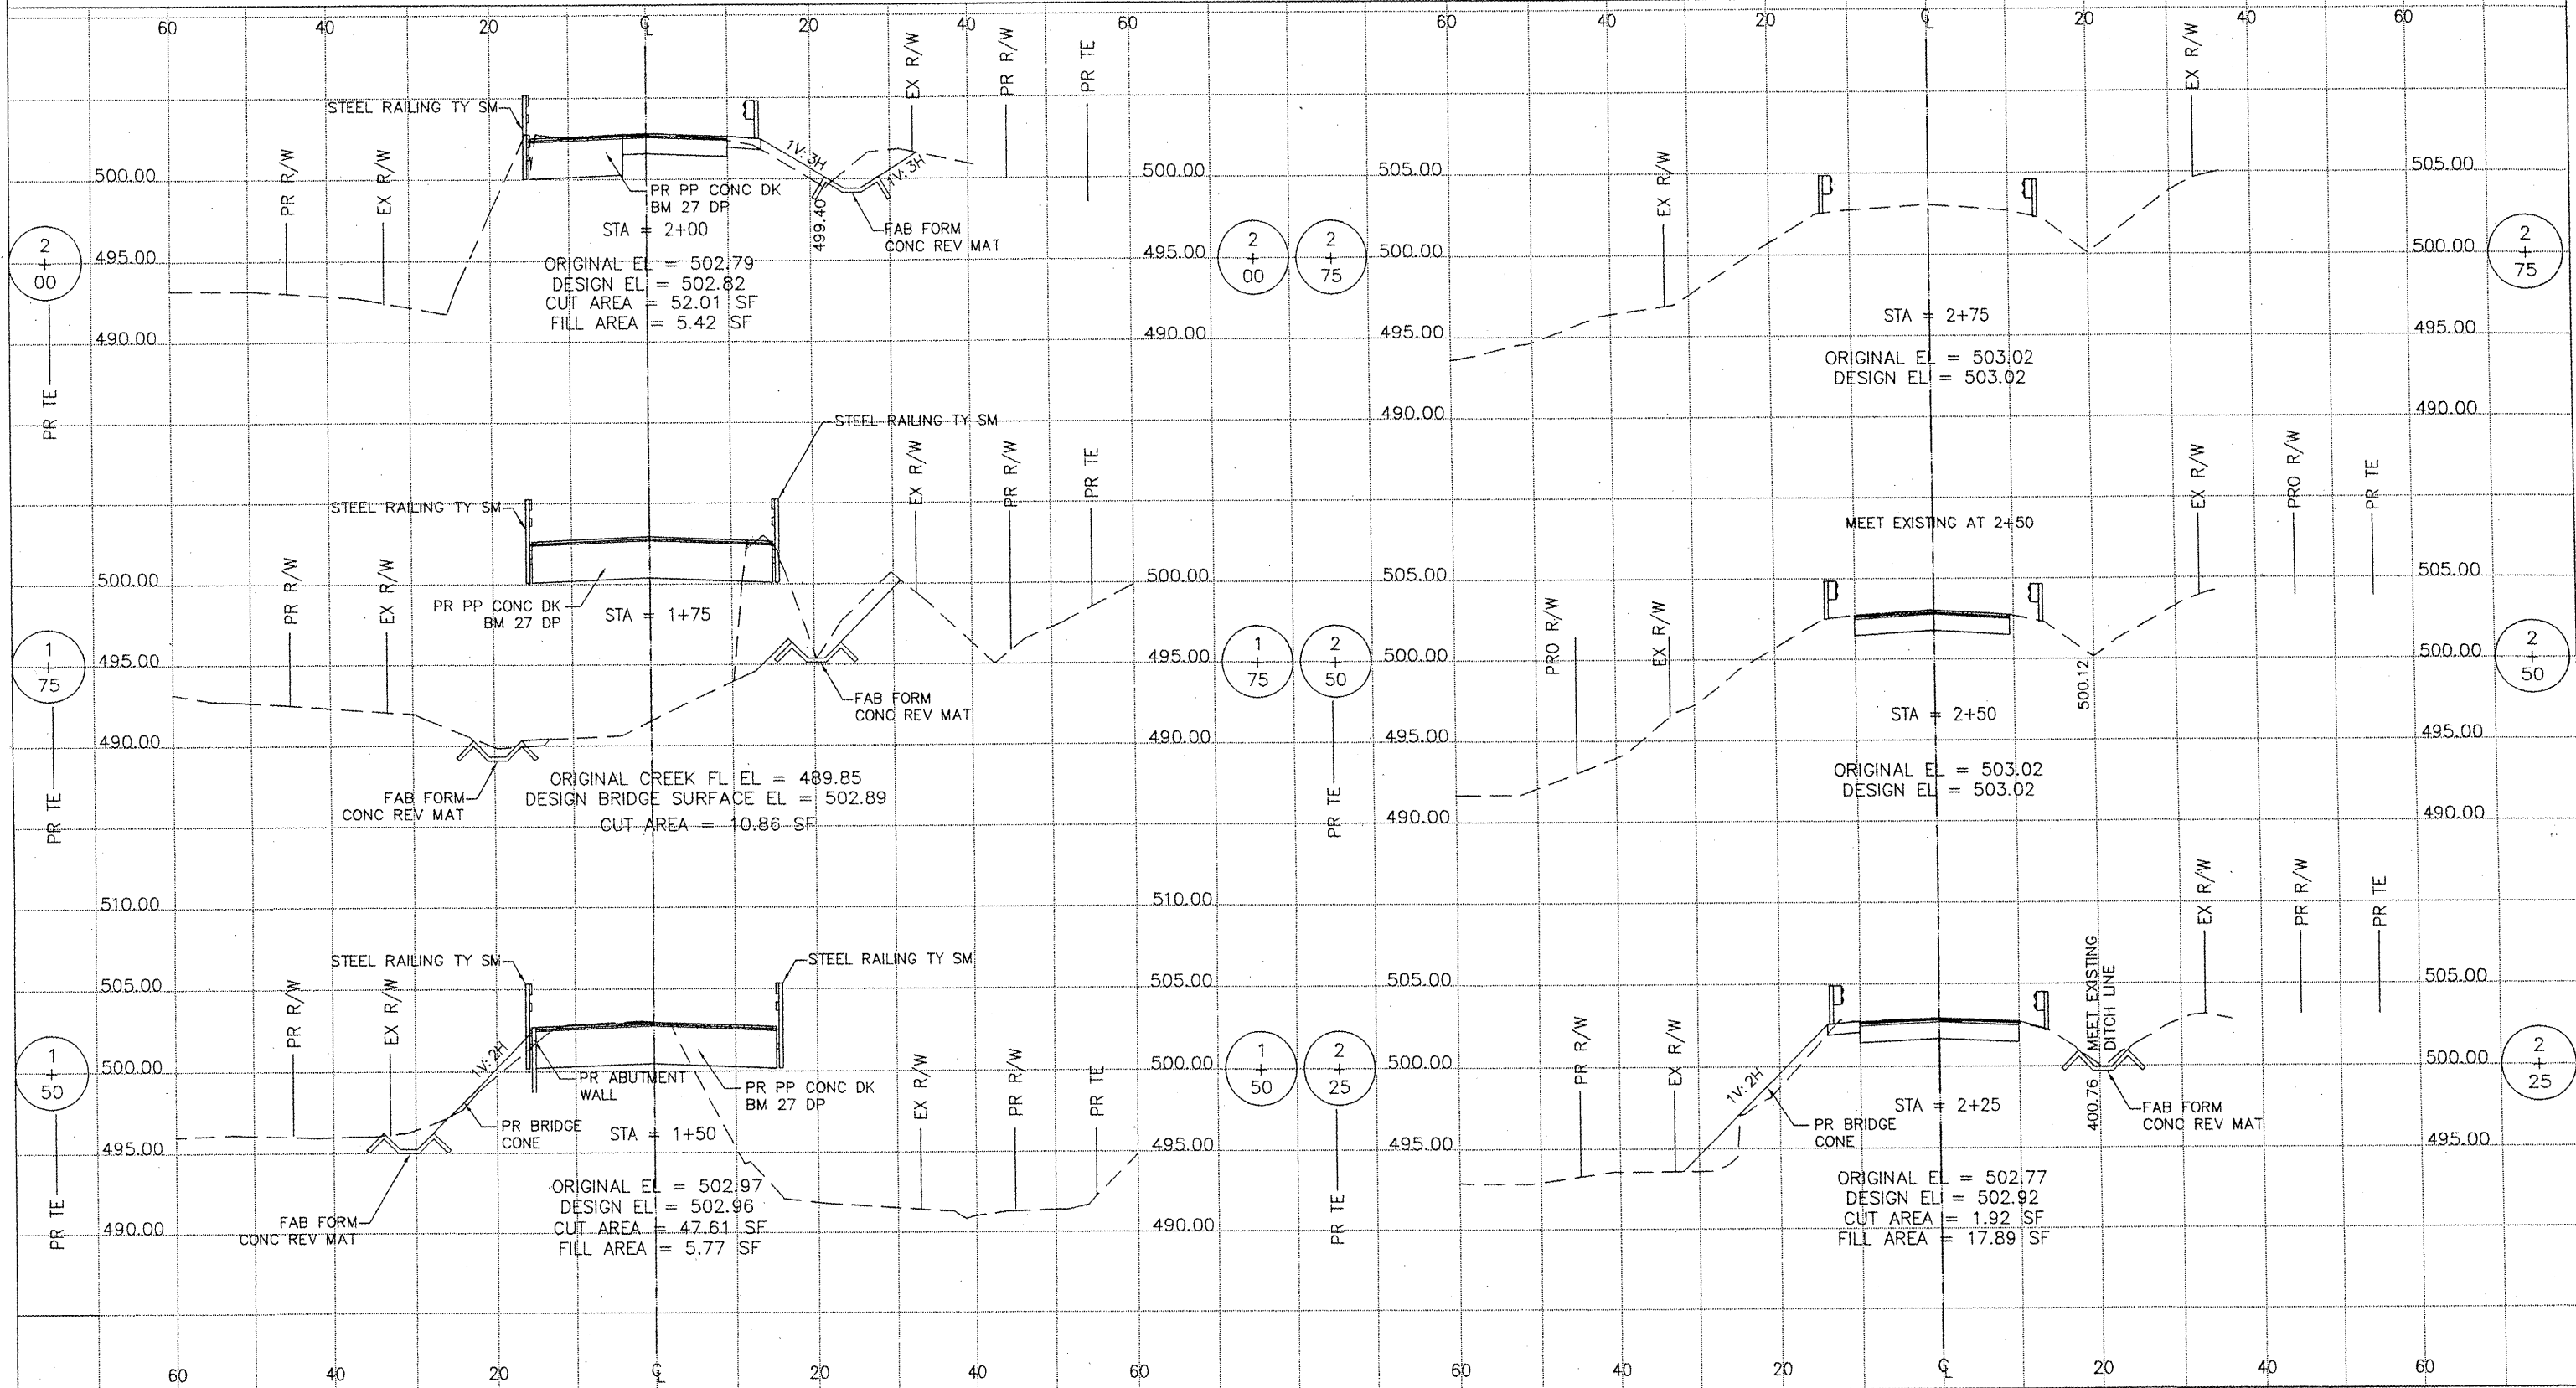 60 40 20 ℄ 20 40 60 60 40 20 ℄ 20 40 60
EX R/W
PR R/W
PR TE
STEEL RAILING TY SM
PR R/W
EX R/W
1V:3H
1V:3H
500.00
500.00
PR PP CONC DK
BM 27 DP
STA = 2+00
499.40
FAB FORM
CONC REV MAT
2
+
00
495.00
495.00
2
+
00
ORIGINAL EL = 502.79
DESIGN EL = 502.82
CUT AREA = 52.01 SF
FILL AREA = 5.42 SF
490.00
490.00
PR TE
STEEL RAILING TY SM
EX R/W
PR R/W
PR TE
STEEL RAILING TY SM
PR R/W
EX R/W
500.00
500.00
PR PP CONC DK
BM 27 DP
STA = 1+75
1
+
75
495.00
495.00
1
+
75
FAB FORM
CONC REV MAT
490.00
490.00
ORIGINAL CREEK FL EL = 489.85
DESIGN BRIDGE SURFACE EL = 502.89
CUT AREA = 10.86 SF
FAB FORM
CONC REV MAT
PR TE
510.00
510.00
STEEL RAILING TY SM
STEEL RAILING TY SM
505.00
505.00
PR R/W
EX R/W
1V:2H
1
+
50
500.00
500.00
1
+
50
PR ABUTMENT
WALL
PR PP CONC DK
BM 27 DP
EX R/W
PR R/W
PR TE
PR BRIDGE
CONE
STA = 1+50
495.00
495.00
ORIGINAL EL = 502.97
DESIGN EL = 502.96
CUT AREA = 47.61 SF
FILL AREA = 5.77 SF
FAB FORM
CONC REV MAT
490.00
490.00
PR TE
EX R/W
EX R/W
505.00
505.00
2
+
75
500.00
500.00
2
+
75
STA = 2+75
495.00
495.00
ORIGINAL EL = 503.02
DESIGN EL = 503.02
490.00
490.00
EX R/W
PRO R/W
PR TE
MEET EXISTING AT 2+50
505.00
505.00
PRO R/W
EX R/W
2
+
50
500.00
500.00
2
+
50
500.12
STA = 2+50
495.00
495.00
ORIGINAL EL = 503.02
DESIGN EL = 503.02
490.00
490.00
PR TE
EX R/W
PR R/W
PR TE
505.00
505.00
MEET EXISTING
DITCH LINE
PR R/W
EX R/W
2
+
25
500.00
500.00
2
+
25
1V:2H
400.76
STA = 2+25
FAB FORM
CONC REV MAT
PR BRIDGE
CONE
495.00
495.00
ORIGINAL EL = 502.77
DESIGN EL = 502.92
CUT AREA = 1.92 SF
FILL AREA = 17.89 SF
490.00
PR TE
60 40 20 ℄ 20 40 60 60 40 20 ℄ 20 40 60